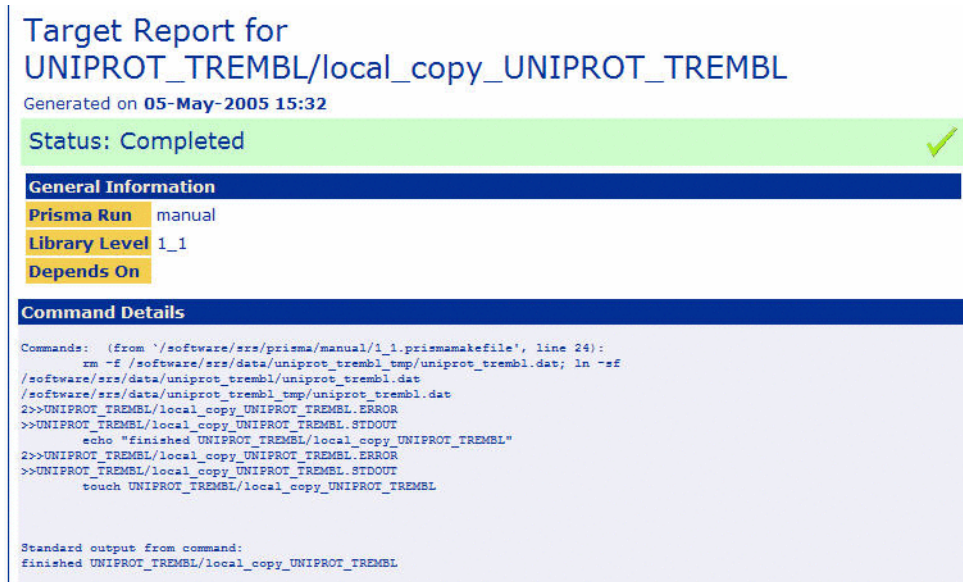 Target Report for
UNIPROT_TREMBL/local_copy_UNIPROT_TREMBL
Generated on 05-May-2005 15:32
Status: Completed
General Information
Prisma Run manual
Library Level 1_1
Depends On
Command Details
Commands: (from `/software/srs/prisma/manual/1_1.prismamakefile', line 24):
rm -f /software/srs/data/uniprot_trembl_tmp/uniprot_trembl.dat; ln -sf
/software/srs/data/uniprot_trembl/uniprot_trembl.dat
/software/srs/data/uniprot_trembl_tmp/uniprot_trembl.dat
2>>UNIPROT_TREMBL/local_copy_UNIPROT_TREMBL.ERROR
>>UNIPROT_TREMBL/local_copy_UNIPROT_TREMBL.STDOUT
echo "finished UNIPROT_TREMBL/local_copy_UNIPROT_TREMBL"
2>>UNIPROT_TREMBL/local_copy_UNIPROT_TREMBL.ERROR
>>UNIPROT_TREMBL/local_copy_UNIPROT_TREMBL.STDOUT
touch UNIPROT_TREMBL/local_copy_UNIPROT_TREMBL
Standard output from command:
finished UNIPROT_TREMBL/local_copy_UNIPROT_TREMBL